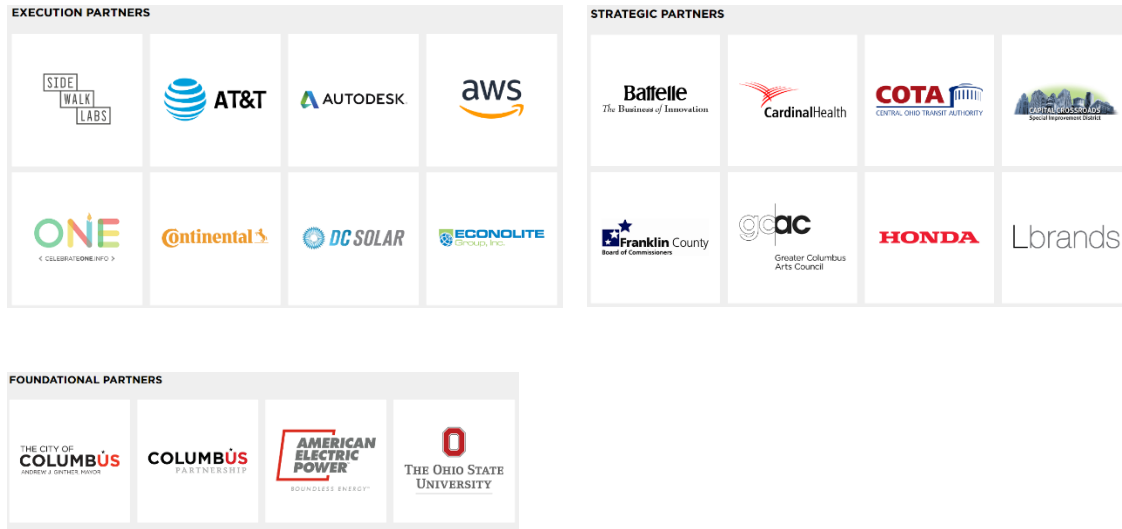 EXECUTION PARTNERS
SIDE
WALK
LABS
AT&T
AUTODESK.
aws
ONE
< CELEBRATEONE.INFO >
Continental
DC SOLAR
ECONOLITE
Group, Inc.
STRATEGIC PARTNERS
Battelle
The Business of Innovation
CardinalHealth
COTA
CENTRAL OHIO TRANSIT AUTHORITY
CAPITAL CROSSROADS
Special Improvement District
Franklin County
Board of Commissioners
gcac
Greater Columbus
Arts Council
HONDA
Lbrands
FOUNDATIONAL PARTNERS
THE CITY OF
COLUMBUS
ANDREW J. GINTHER, MAYOR
COLUMBUS
PARTNERSHIP
AMERICAN
ELECTRIC
POWER
BOUNDLESS ENERGY™
O
THE OHIO STATE
UNIVERSITY